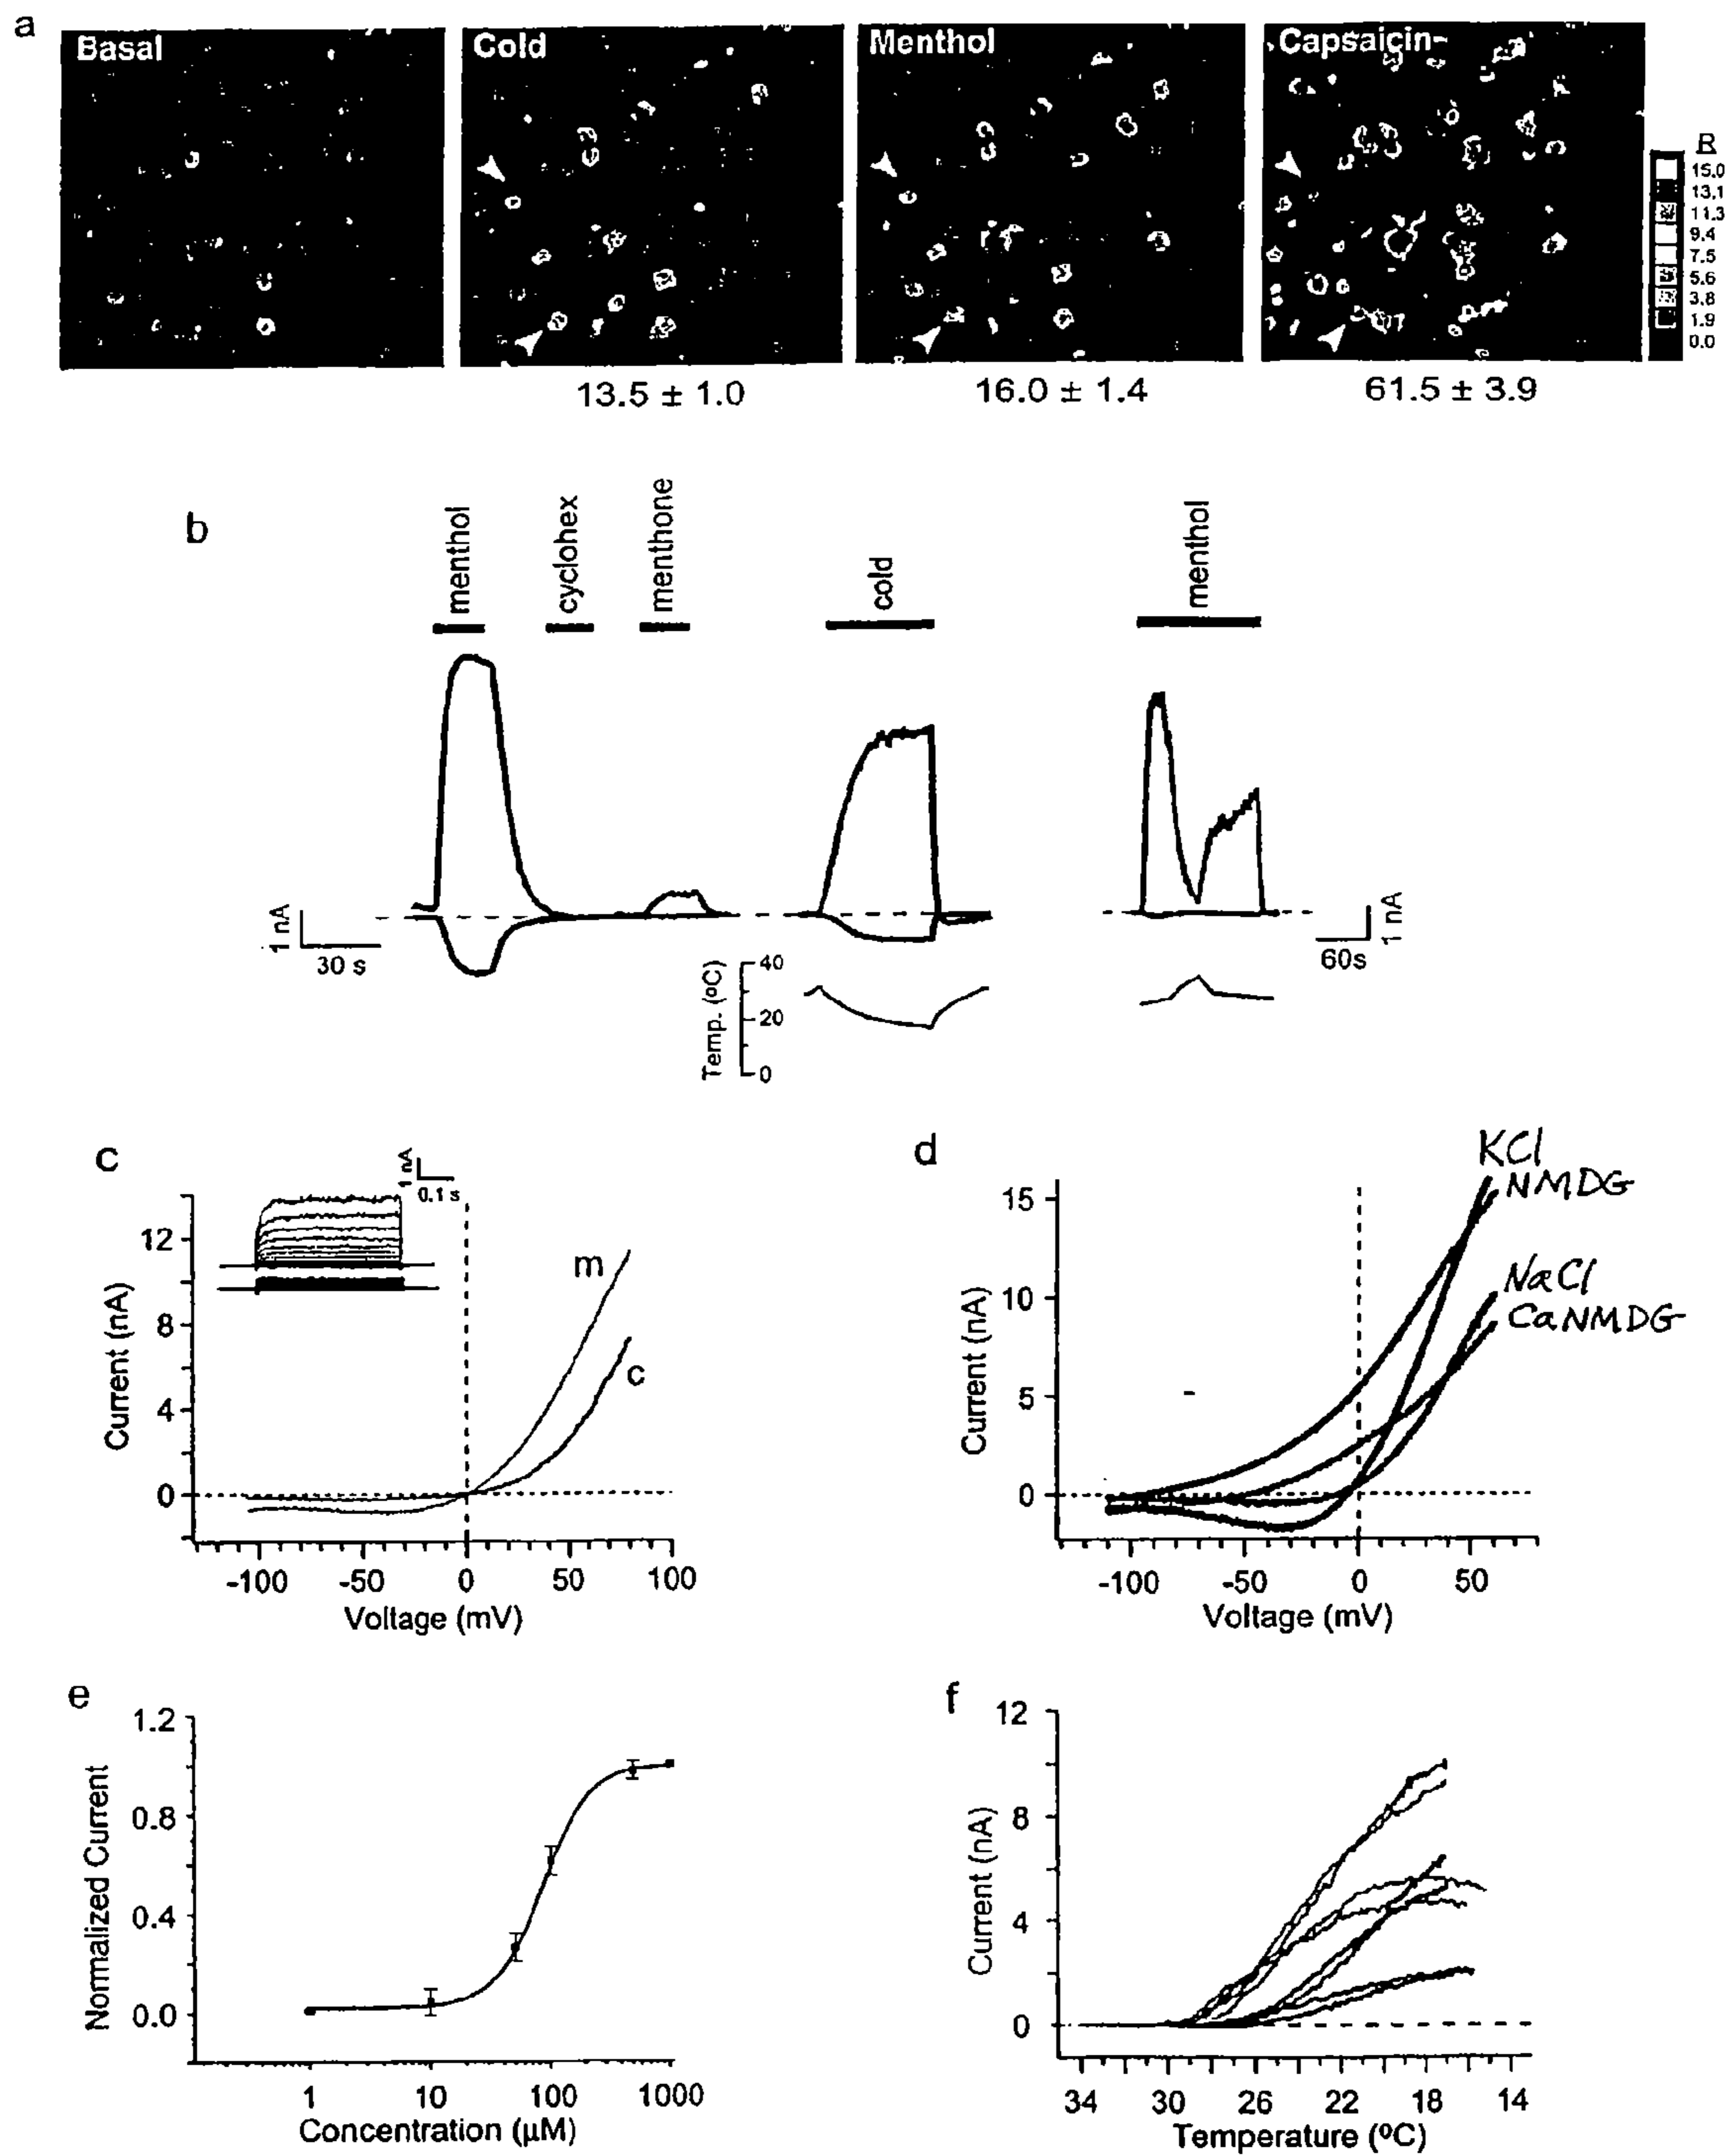 a
Basal
Cold
Menthol
Capsaicin
R
15.0
13.1
11.3
9.4
7.5
5.6
3.8
1.9
0.0
13.5 ± 1.0
16.0 ± 1.4
61.5 ± 3.9
b
menthol
cyclohex
menthone
cold
menthol
1 nA
30 s
1 nA
60s
Temp. (ºC)
40
20
0
c
1 nA
0.1 s
Current (nA)
12
8
4
0
m
c
-100 -50 0 50 100
Voltage (mV)
d
KCl
NMDG
NaCl
CaNMDG
Current (nA)
15
10
5
0
-100 -50 0 50
Voltage (mV)
e
Normalized Current
1.2
0.8
0.4
0.0
1 10 100 1000
Concentration (µM)
f
Current (nA)
12
8
4
0
34 30 26 22 18 14
Temperature (ºC)